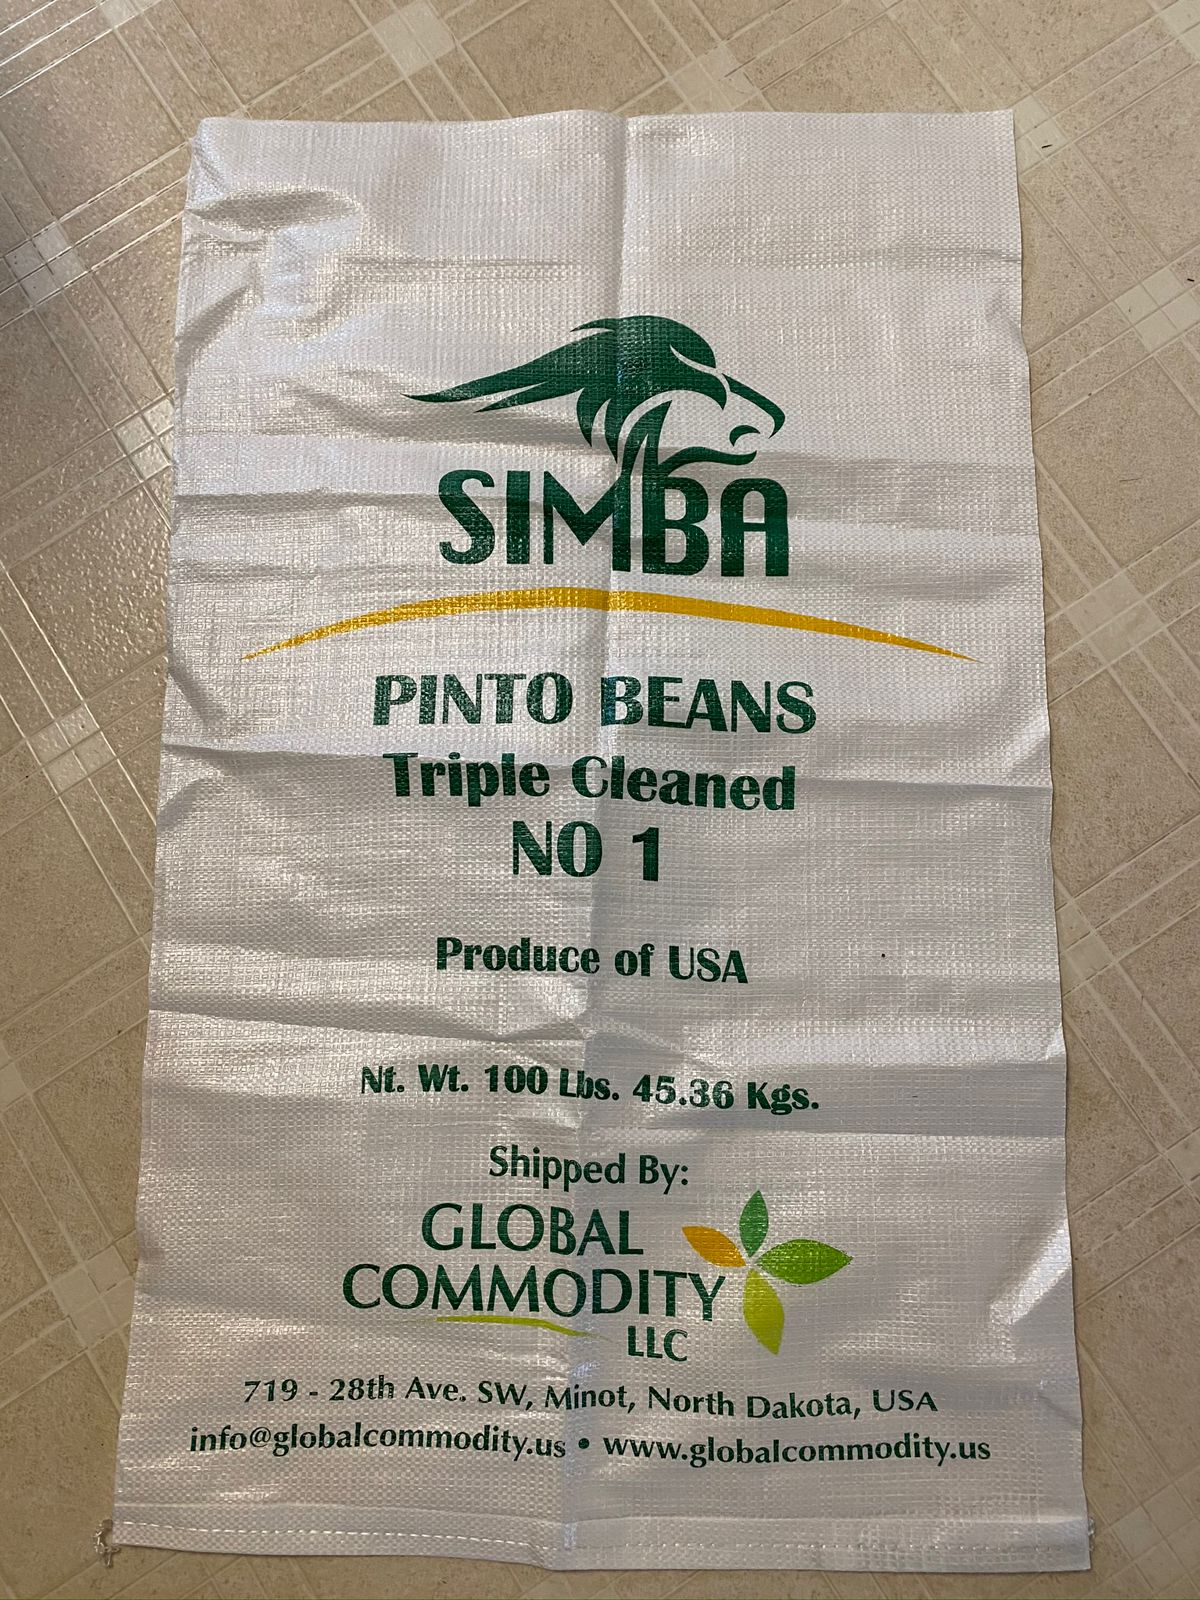 SIMBA
PINTO BEANS
Triple Cleaned
NO 1
Produce of USA
Nt. Wt. 100 Lbs. 45.36 Kgs.
Shipped By:
GLOBAL
COMMODITY
LLC
719 - 28th Ave. SW, Minot, North Dakota, USA
info@globalcommodity.us • www.globalcommodity.us